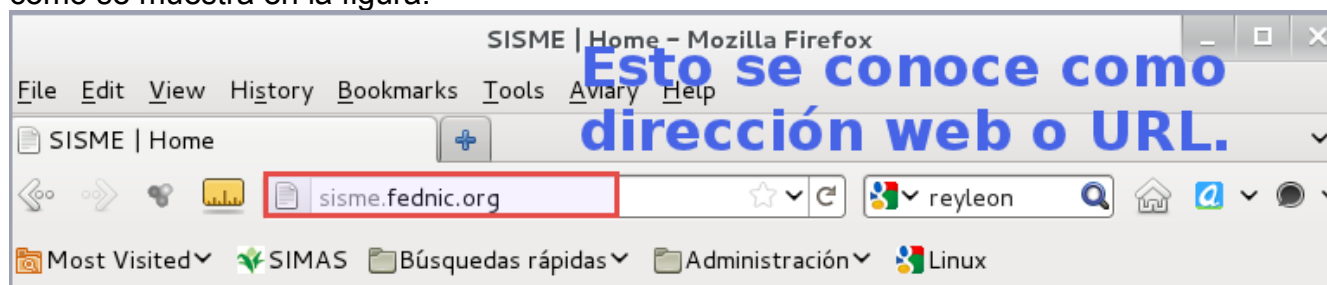 como se muestra en la figura.
SISME | Home – Mozilla Firefox
Esto se conoce como
File Edit View History Bookmarks Tools Aviary Help
dirección web o URL.
SISME | Home
sisme.fednic.org
reyleon
Most Visited SIMAS Búsquedas rápidas Administración Linux